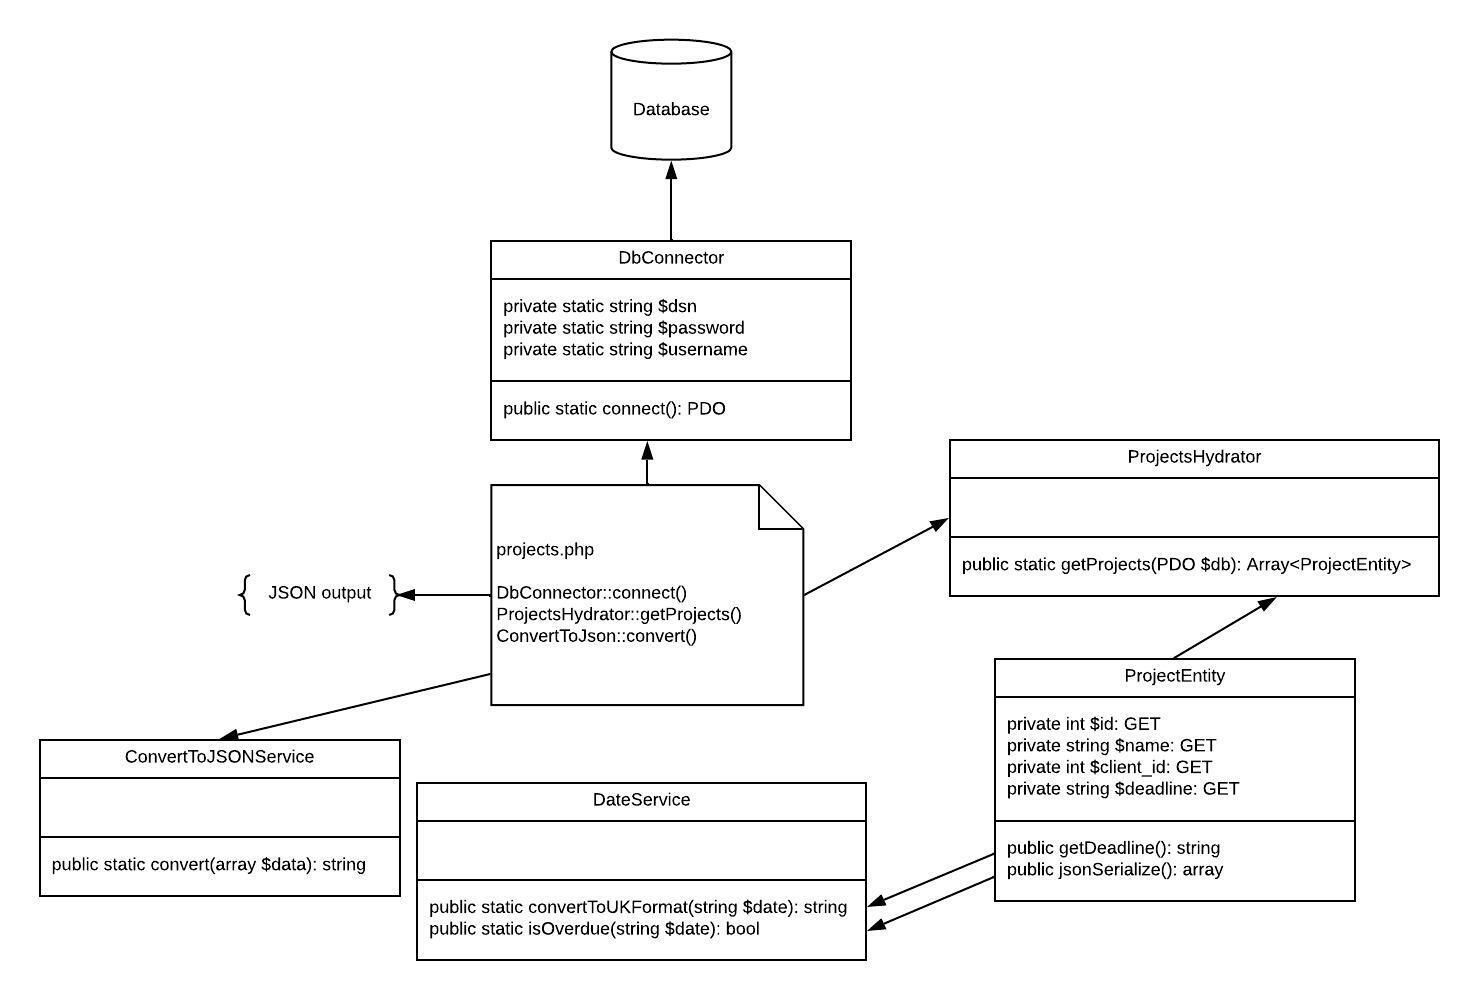 Database
DbConnector
private static string $dsn
private static string $password
private static string $username
public static connect(): PDO
ProjectsHydrator
public static getProjects(PDO $db): Array<ProjectEntity>
projects.php
DbConnector::connect()
ProjectsHydrator::getProjects()
ConvertToJson::convert()
{ JSON output }
ProjectEntity
private int $id: GET
private string $name: GET
private int $client_id: GET
private string $deadline: GET
public getDeadline(): string
public jsonSerialize(): array
ConvertToJSONService
public static convert(array $data): string
DateService
public static convertToUKFormat(string $date): string
public static isOverdue(string $date): bool